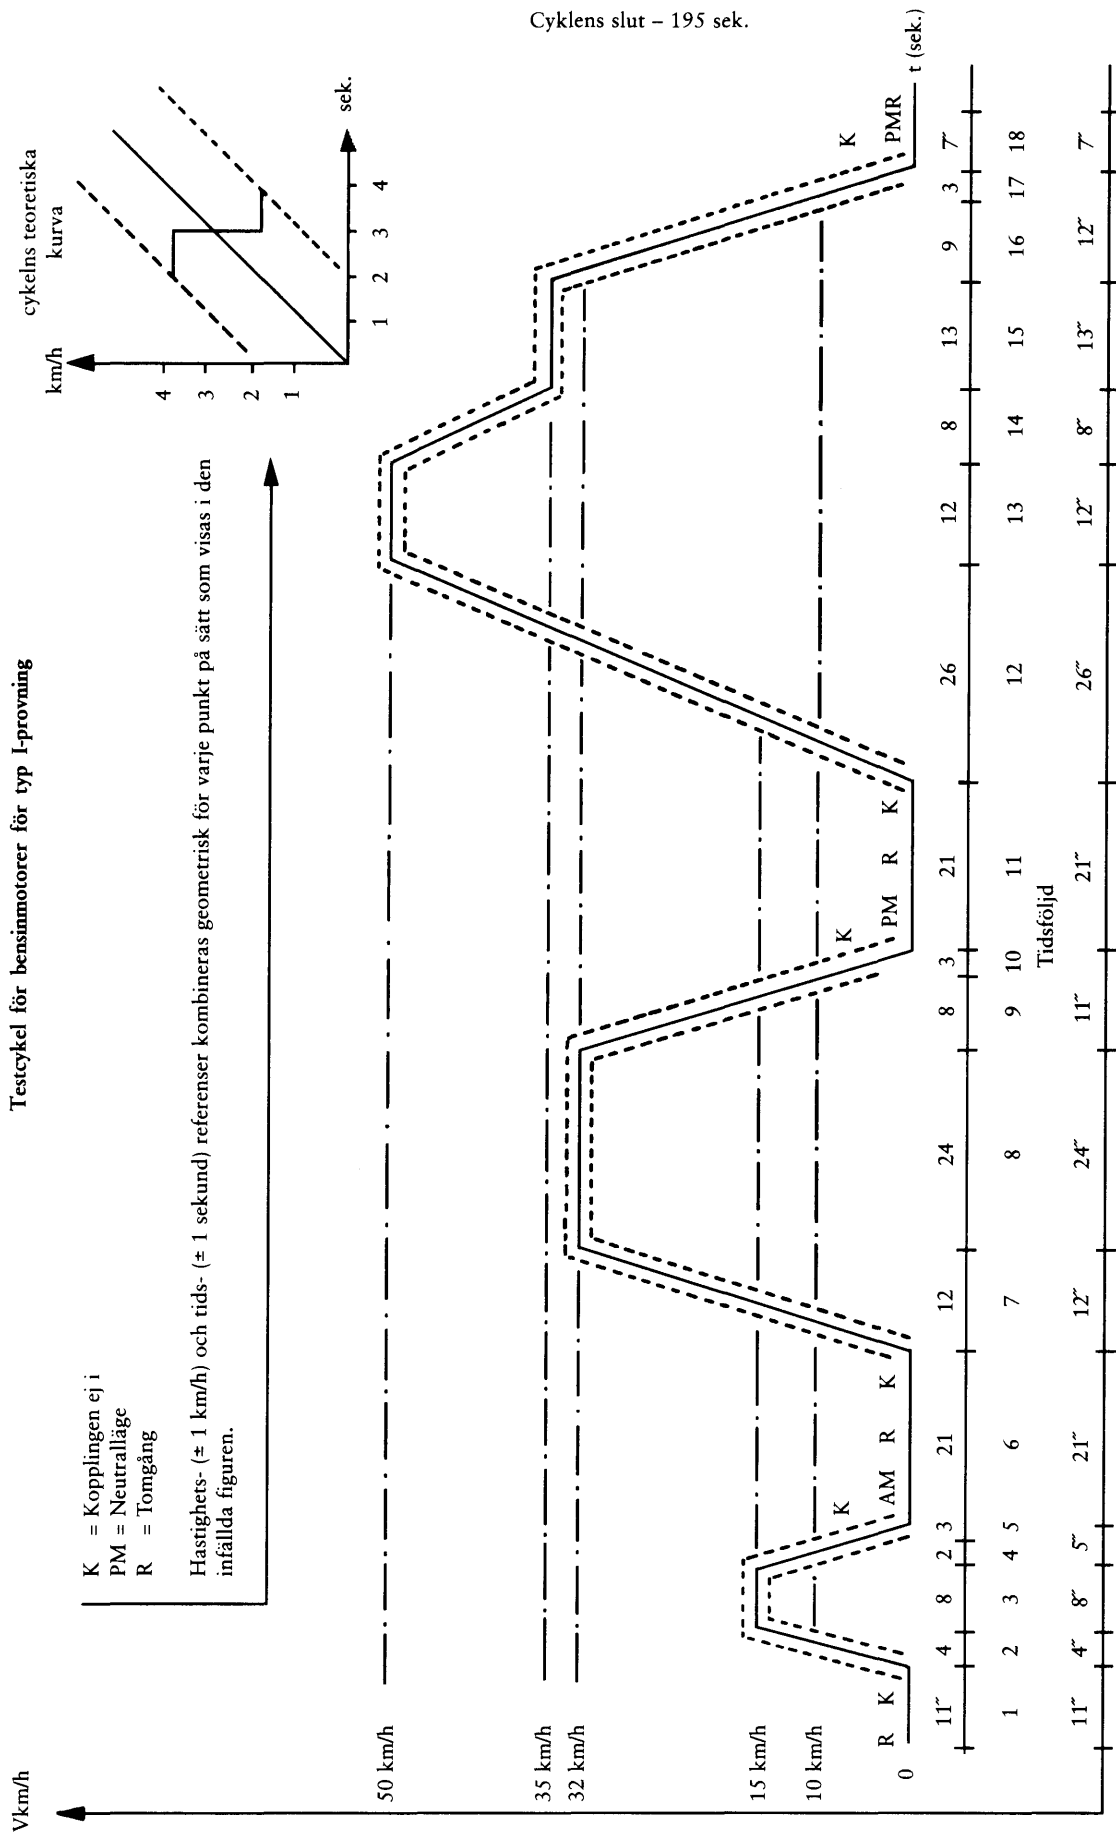 Testcykel för bensinmotorer för typ I-provning
Vkm/h
K = Kopplingen ej i
PM = Neutralläge
R = Tomgång
Hastighets- (± 1 km/h) och tids- (± 1 sekund) referenser kombineras geometrisk för varje punkt på sätt som visas i den
infällda figuren.
km/h
cykelns teoretiska
kurva
4
3
2
1
1 2 3 4
sek.
50 km/h
35 km/h
32 km/h
15 km/h
10 km/h
0
R K
K
AM R K
K
PM R K
K
PMR
t (sek.)
11″ 4 8 2 3 21 12 24 8 3 21 26 12 8 13 9 3 7″
1 2 3 4 5 6 7 8 9 10 11 12 13 14 15 16 17 18
Tidsföljd
11″ 4″ 8″ 5″ 21″ 12″ 24″ 11″ 21″ 26″ 12″ 8″ 13″ 12″ 7″
Cyklens slut – 195 sek.